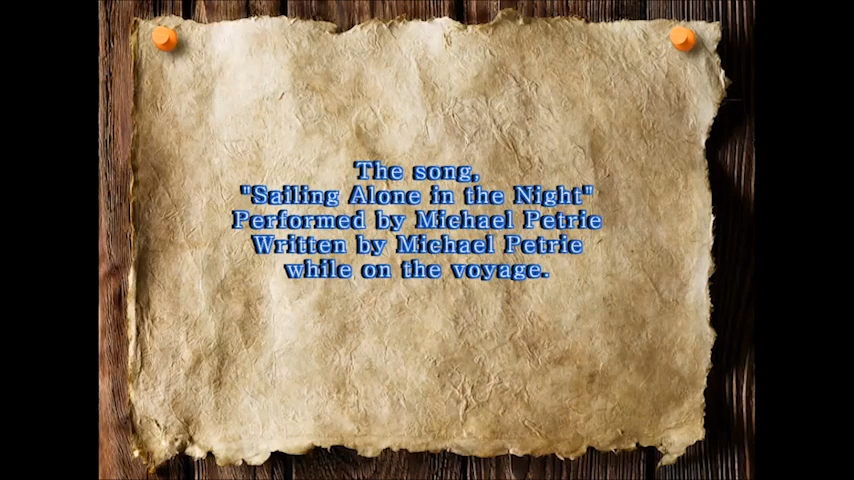 The song,
"Sailing Alone in the Night"
Performed by Michael Petrie
Written by Michael Petrie
while on the voyage.